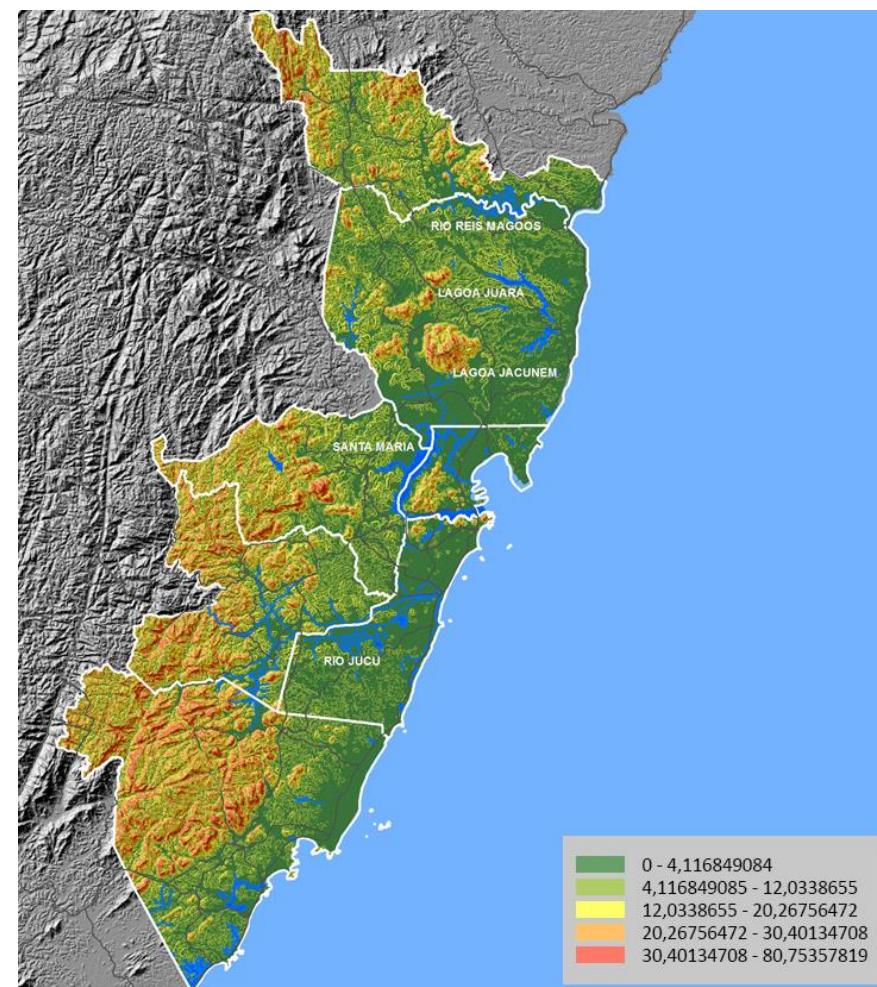 RIO REIS MAGOOS
LAGOA JUARA
LAGOA JACUNEM
SANTA MARIA
RIO JUCU
0 - 4,116849084
4,116849085 - 12,0338655
12,0338655 - 20,26756472
20,26756472 - 30,40134708
30,40134708 - 80,75357819